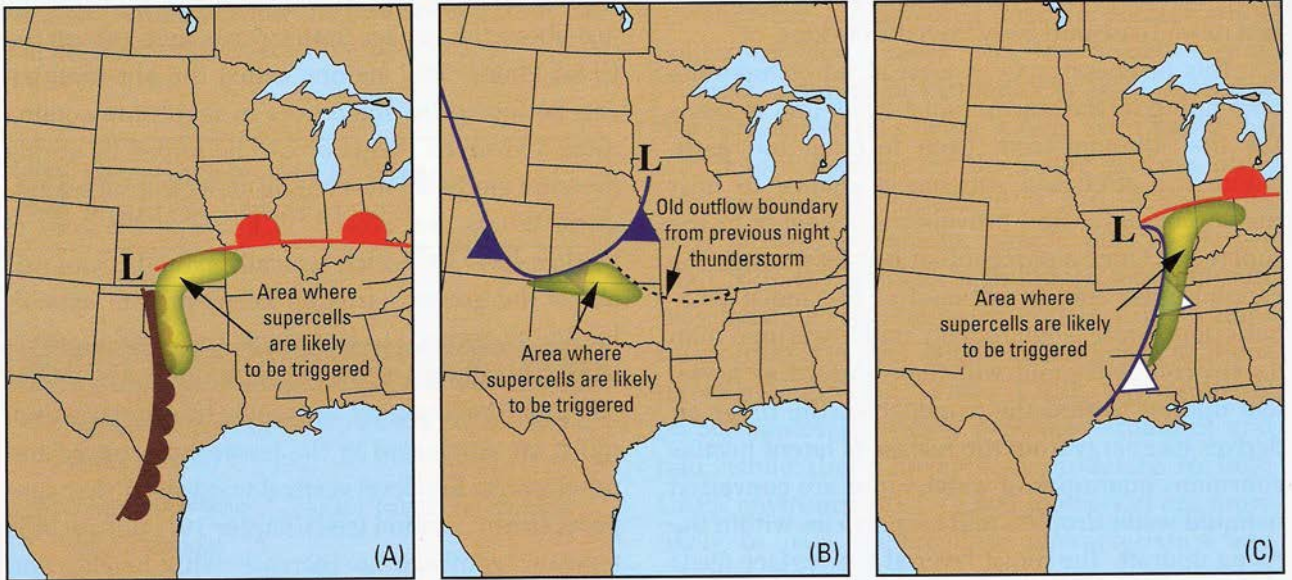 L
Area where
supercells
are likely
to be triggered
(A)
L
Old outflow boundary
from previous night
thunderstorm
Area where
supercells are likely
to be triggered
(B)
L
Area where
supercells are likely
to be triggered
(C)